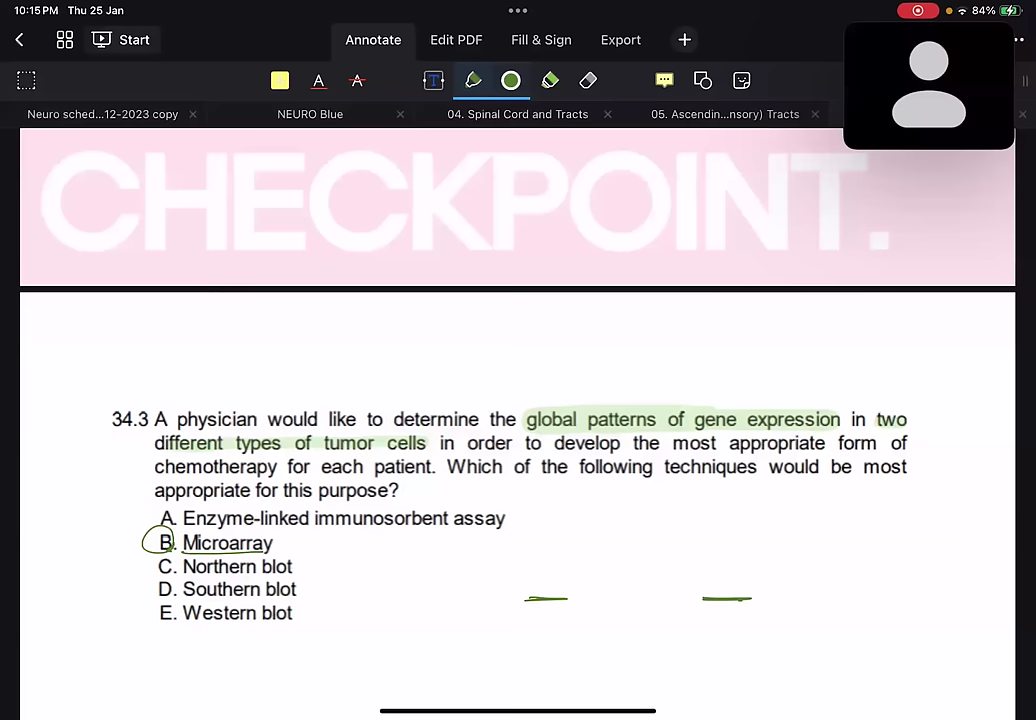 10:15 PM Thu 25 Jan
84%
Start
Annotate Edit PDF Fill & Sign Export
T A A
Neuro sched...12-2023 copy NEURO Blue 04. Spinal Cord and Tracts 05. Ascendin...nsory) Tracts
CHECKPOINT.
34.3 A physician would like to determine the global patterns of gene expression in two
different types of tumor cells in order to develop the most appropriate form of
chemotherapy for each patient. Which of the following techniques would be most
appropriate for this purpose?
A. Enzyme-linked immunosorbent assay
B. Microarray
C. Northern blot
D. Southern blot
E. Western blot